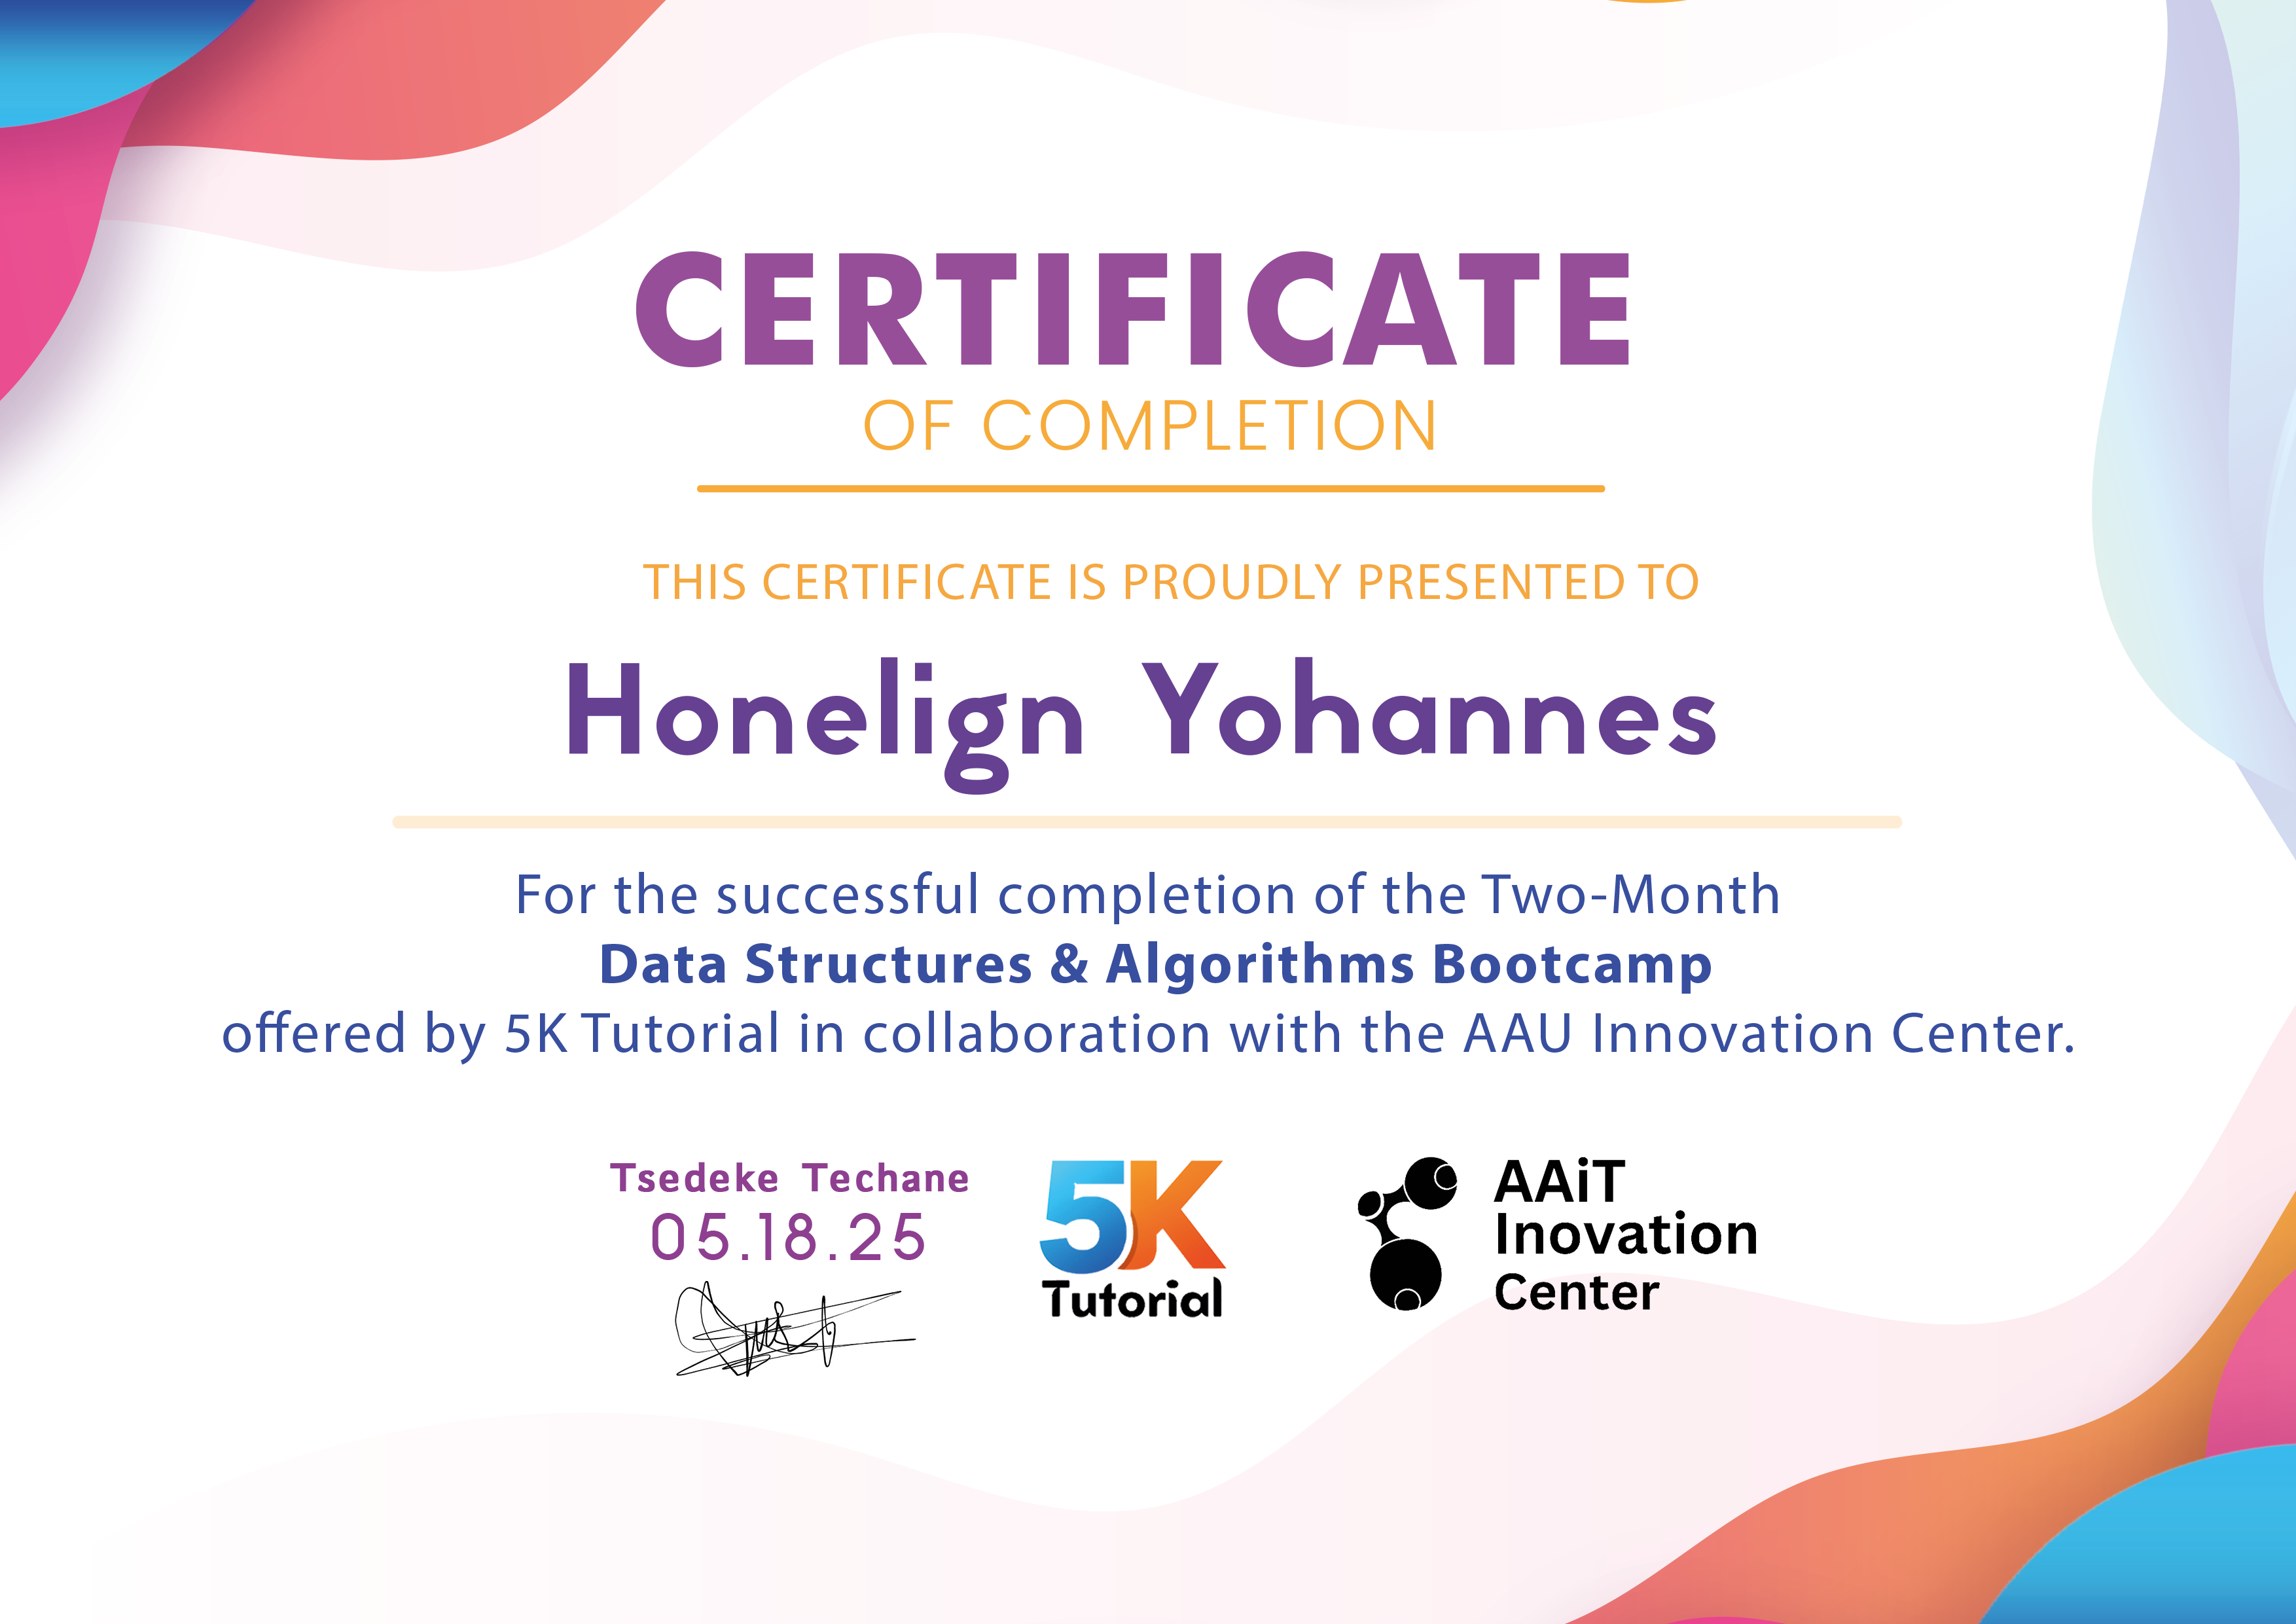 CERTIFICATE
OF COMPLETION
THIS CERTIFICATE IS PROUDLY PRESENTED TO
Honelign Yohannes
For the successful completion of the Two-Month
Data Structures & Algorithms Bootcamp
offered by 5K Tutorial in collaboration with the AAU Innovation Center.
Tsedeke Techane
05.18.25
5K
Tutorial
AAiT
Inovation
Center